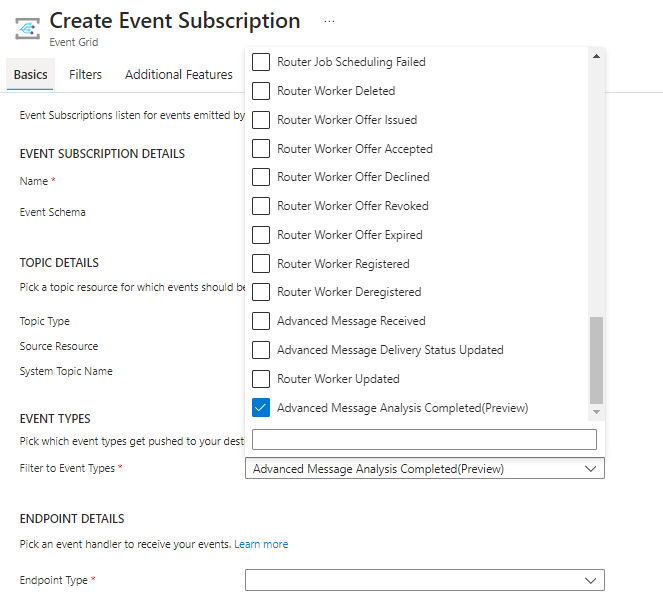 Create Event Subscription ...
Event Grid
Basics Filters Additional Features
Event Subscriptions listen for events emitted by
EVENT SUBSCRIPTION DETAILS
Name *
Event Schema
TOPIC DETAILS
Pick a topic resource for which events should be
Topic Type
Source Resource
System Topic Name
EVENT TYPES
Pick which event types get pushed to your dest
Filter to Event Types *
Router Job Scheduling Failed
Router Worker Deleted
Router Worker Offer Issued
Router Worker Offer Accepted
Router Worker Offer Declined
Router Worker Offer Revoked
Router Worker Offer Expired
Router Worker Registered
Router Worker Deregistered
Advanced Message Received
Advanced Message Delivery Status Updated
Router Worker Updated
Advanced Message Analysis Completed(Preview)
Advanced Message Analysis Completed(Preview)
ENDPOINT DETAILS
Pick an event handler to receive your events. Learn more
Endpoint Type *